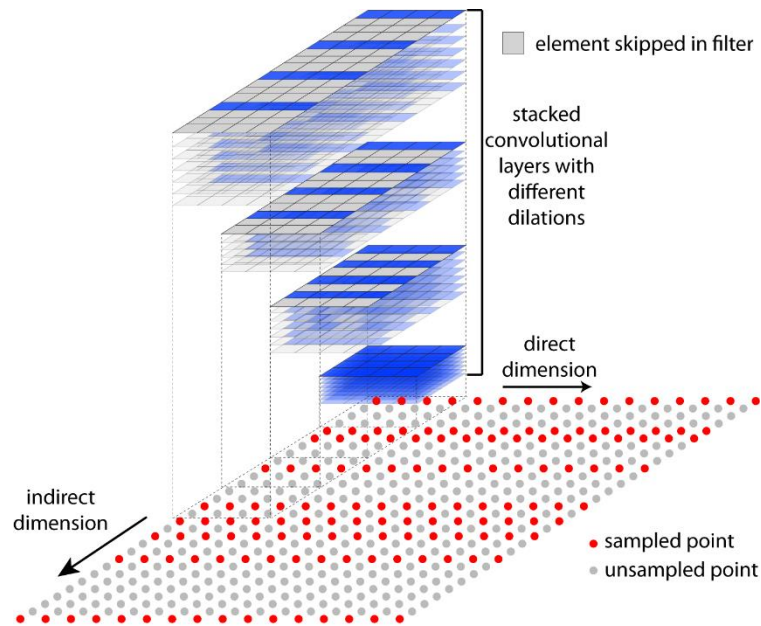 element skipped in filter
stacked
convolutional
layers with
different
dilations
direct
dimension
indirect
dimension
sampled point
unsampled point